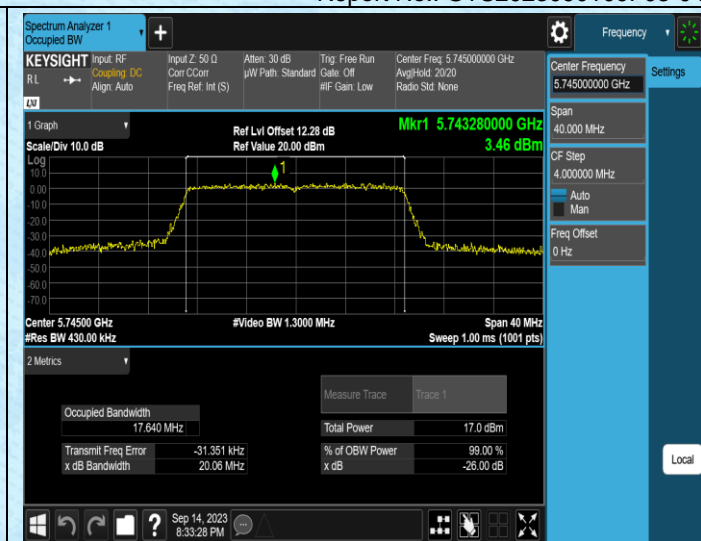 Spectrum Analyzer 1
Occupied BW
Frequency
KEYSIGHT
RL
LXI
Input: RF
Coupling: DC
Align: Auto
Input Z: 50 Ω
Corr CCorr
Freq Ref: Int (S)
Atten: 30 dB
µW Path: Standard
Trig: Free Run
Gate: Off
#IF Gain: Low
Center Freq: 5.745000000 GHz
Avg|Hold: 20/20
Radio Std: None
Center Frequency
5.745000000 GHz
Settings
Span
40.000 MHz
CF Step
4.000000 MHz
Auto
Man
Freq Offset
0 Hz
1 Graph
Scale/Div 10.0 dB
Ref Lvl Offset 12.28 dB
Ref Value 20.00 dBm
Mkr1 5.743280000 GHz
3.46 dBm
Log
10.0
0.00
-10.0
-20.0
-30.0
-40.0
-50.0
-60.0
-70.0
1
Center 5.74500 GHz
#Res BW 430.00 kHz
#Video BW 1.3000 MHz
Span 40 MHz
Sweep 1.00 ms (1001 pts)
2 Metrics
Measure Trace Trace 1
Occupied Bandwidth
17.640 MHz
Total Power 17.0 dBm
Transmit Freq Error -31.351 kHz
% of OBW Power 99.00 %
x dB Bandwidth 20.06 MHz
x dB -26.00 dB
Local
Sep 14, 2023
8:33:28 PM